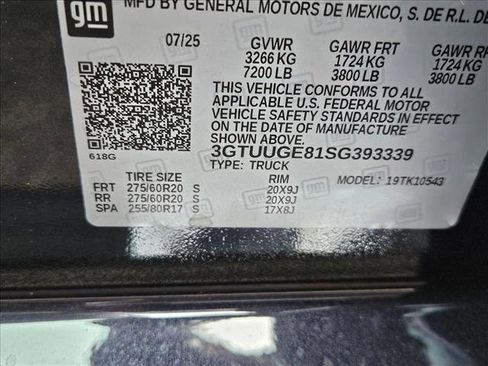 gm
MFD BY GENERAL MOTORS DE MEXICO, S. DE R.L. DE
07/25 GVWR GAWR FRT GAWR RR
3266 KG 1724 KG 1724 KG
7200 LB 3800 LB 3800 LB
THIS VEHICLE CONFORMS TO ALL
APPLICABLE U.S. FEDERAL MOTOR
VEHICLE SAFETY STANDARDS IN EFFECT
ON THE DATE OF MANUFACTURE
SHOWN ABOVE.
618G 3GTUUGE81SG393339
TYPE: TRUCK
TIRE SIZE RIM MODEL: 19TK10543
FRT 275/60R20 S 20X9J
RR 275/60R20 S 20X9J
SPA 255/80R17 S 17X8J